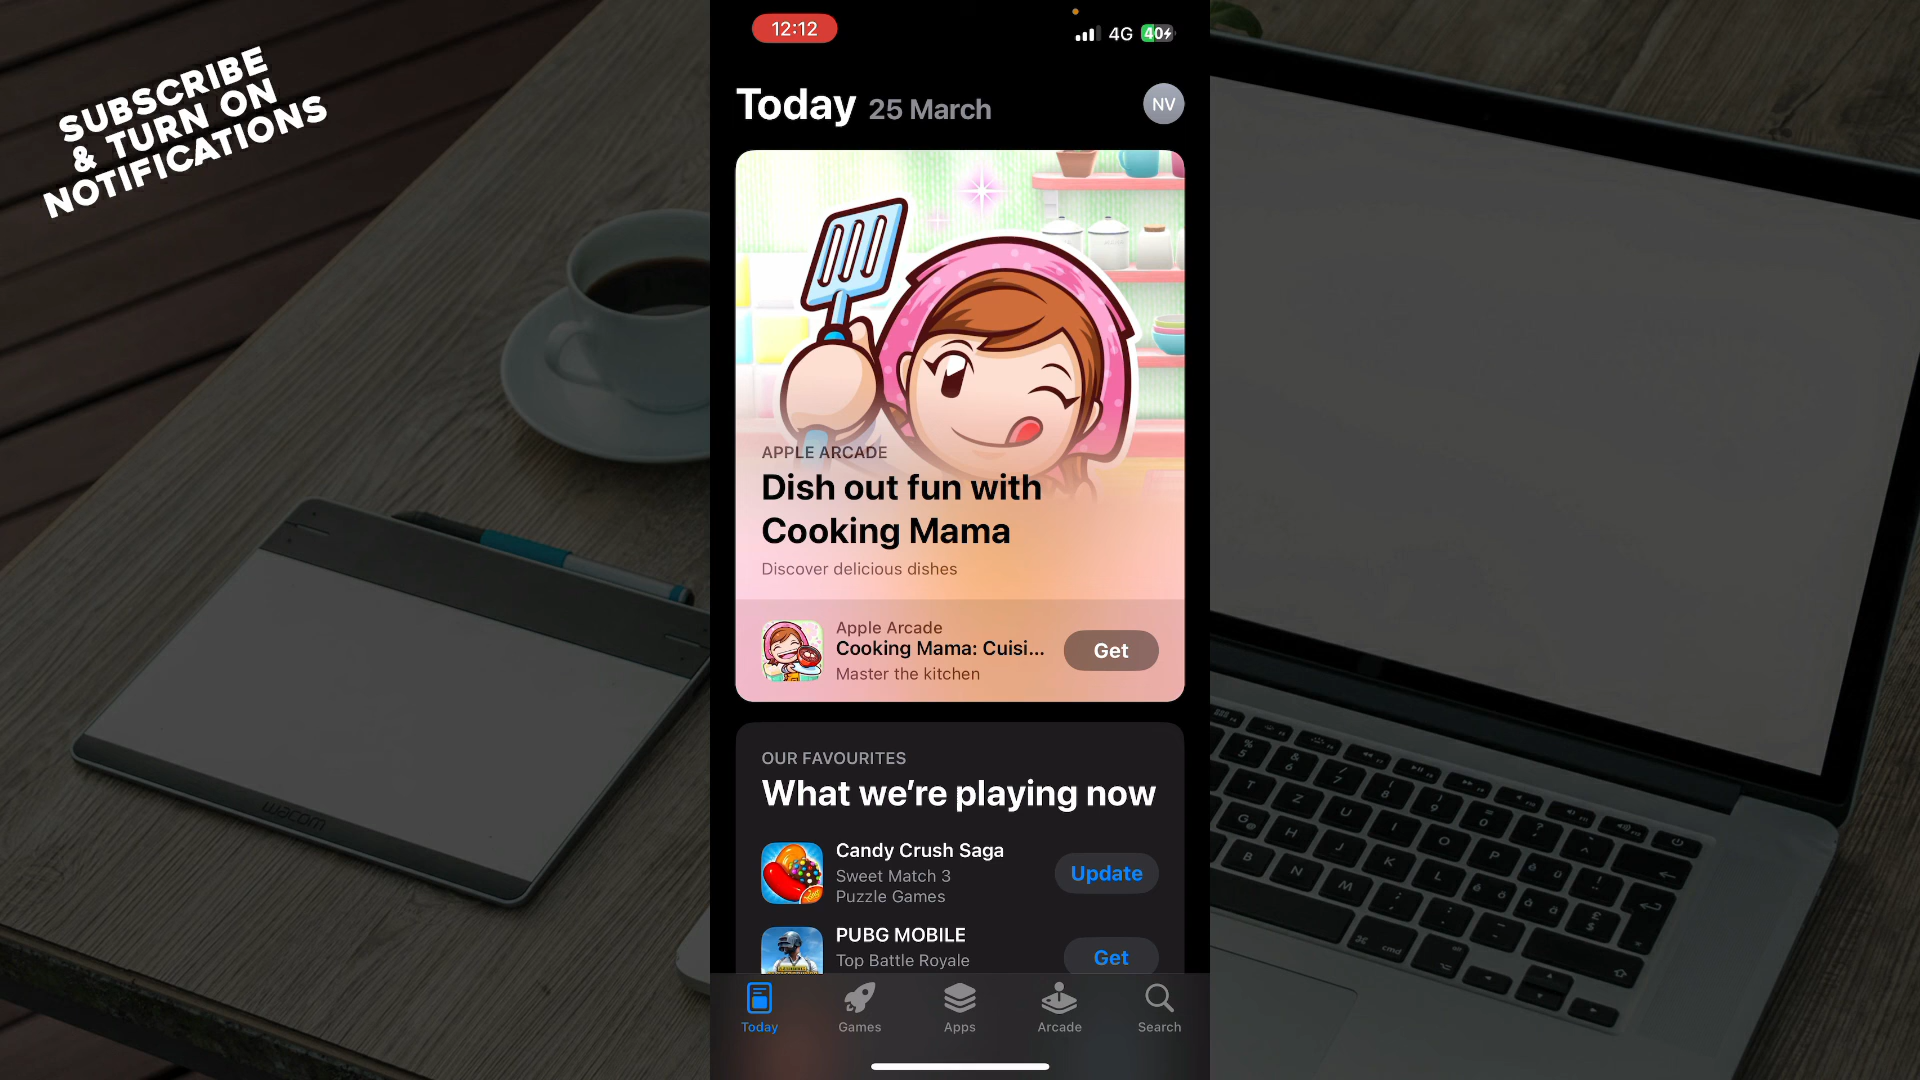 SUBSCRIBE
& TURN ON
NOTIFICATIONS
12:12
4G
40
Today 25 March
NV
APPLE ARCADE
Dish out fun with
Cooking Mama
Discover delicious dishes
Apple Arcade
Cooking Mama: Cuisi...
Master the kitchen
Get
OUR FAVOURITES
What we're playing now
Candy Crush Saga
Sweet Match 3
Puzzle Games
Update
PUBG MOBILE
Top Battle Royale
Get
Today
Games
Apps
Arcade
Search
wacom